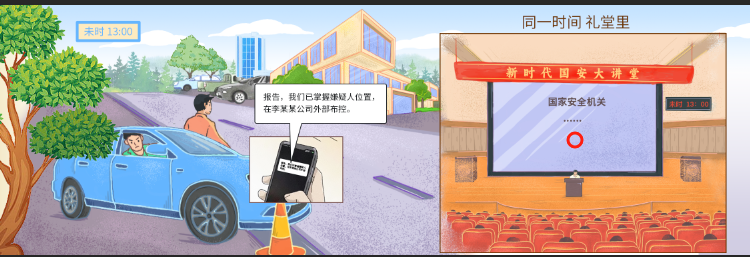 未时 13:00
同一时间 礼堂里
报告，我们已掌握嫌疑人位置，
在李某某公司外部布控。
新时代国安大讲堂
国家安全机关
......
未时 13：00